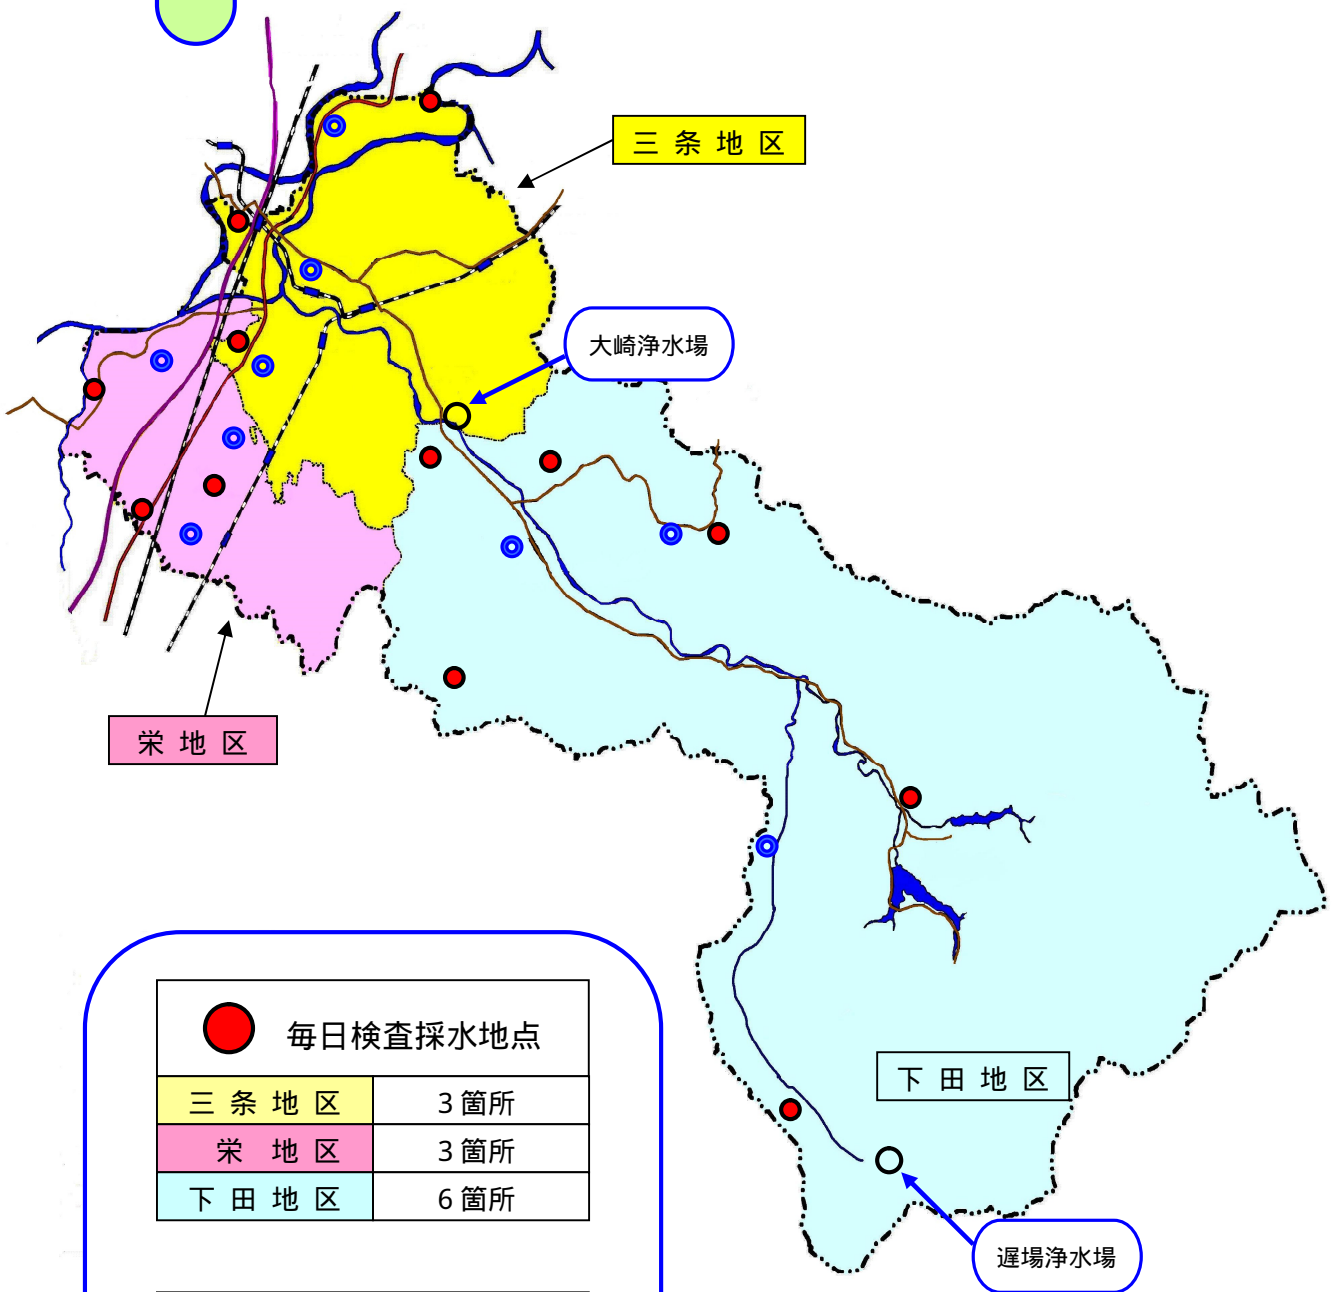 三条地区
大崎浄水場
栄地区
毎日検査採水地点
三条地区 3箇所
栄地区 3箇所
下田地区 6箇所
下田地区
遅場浄水場